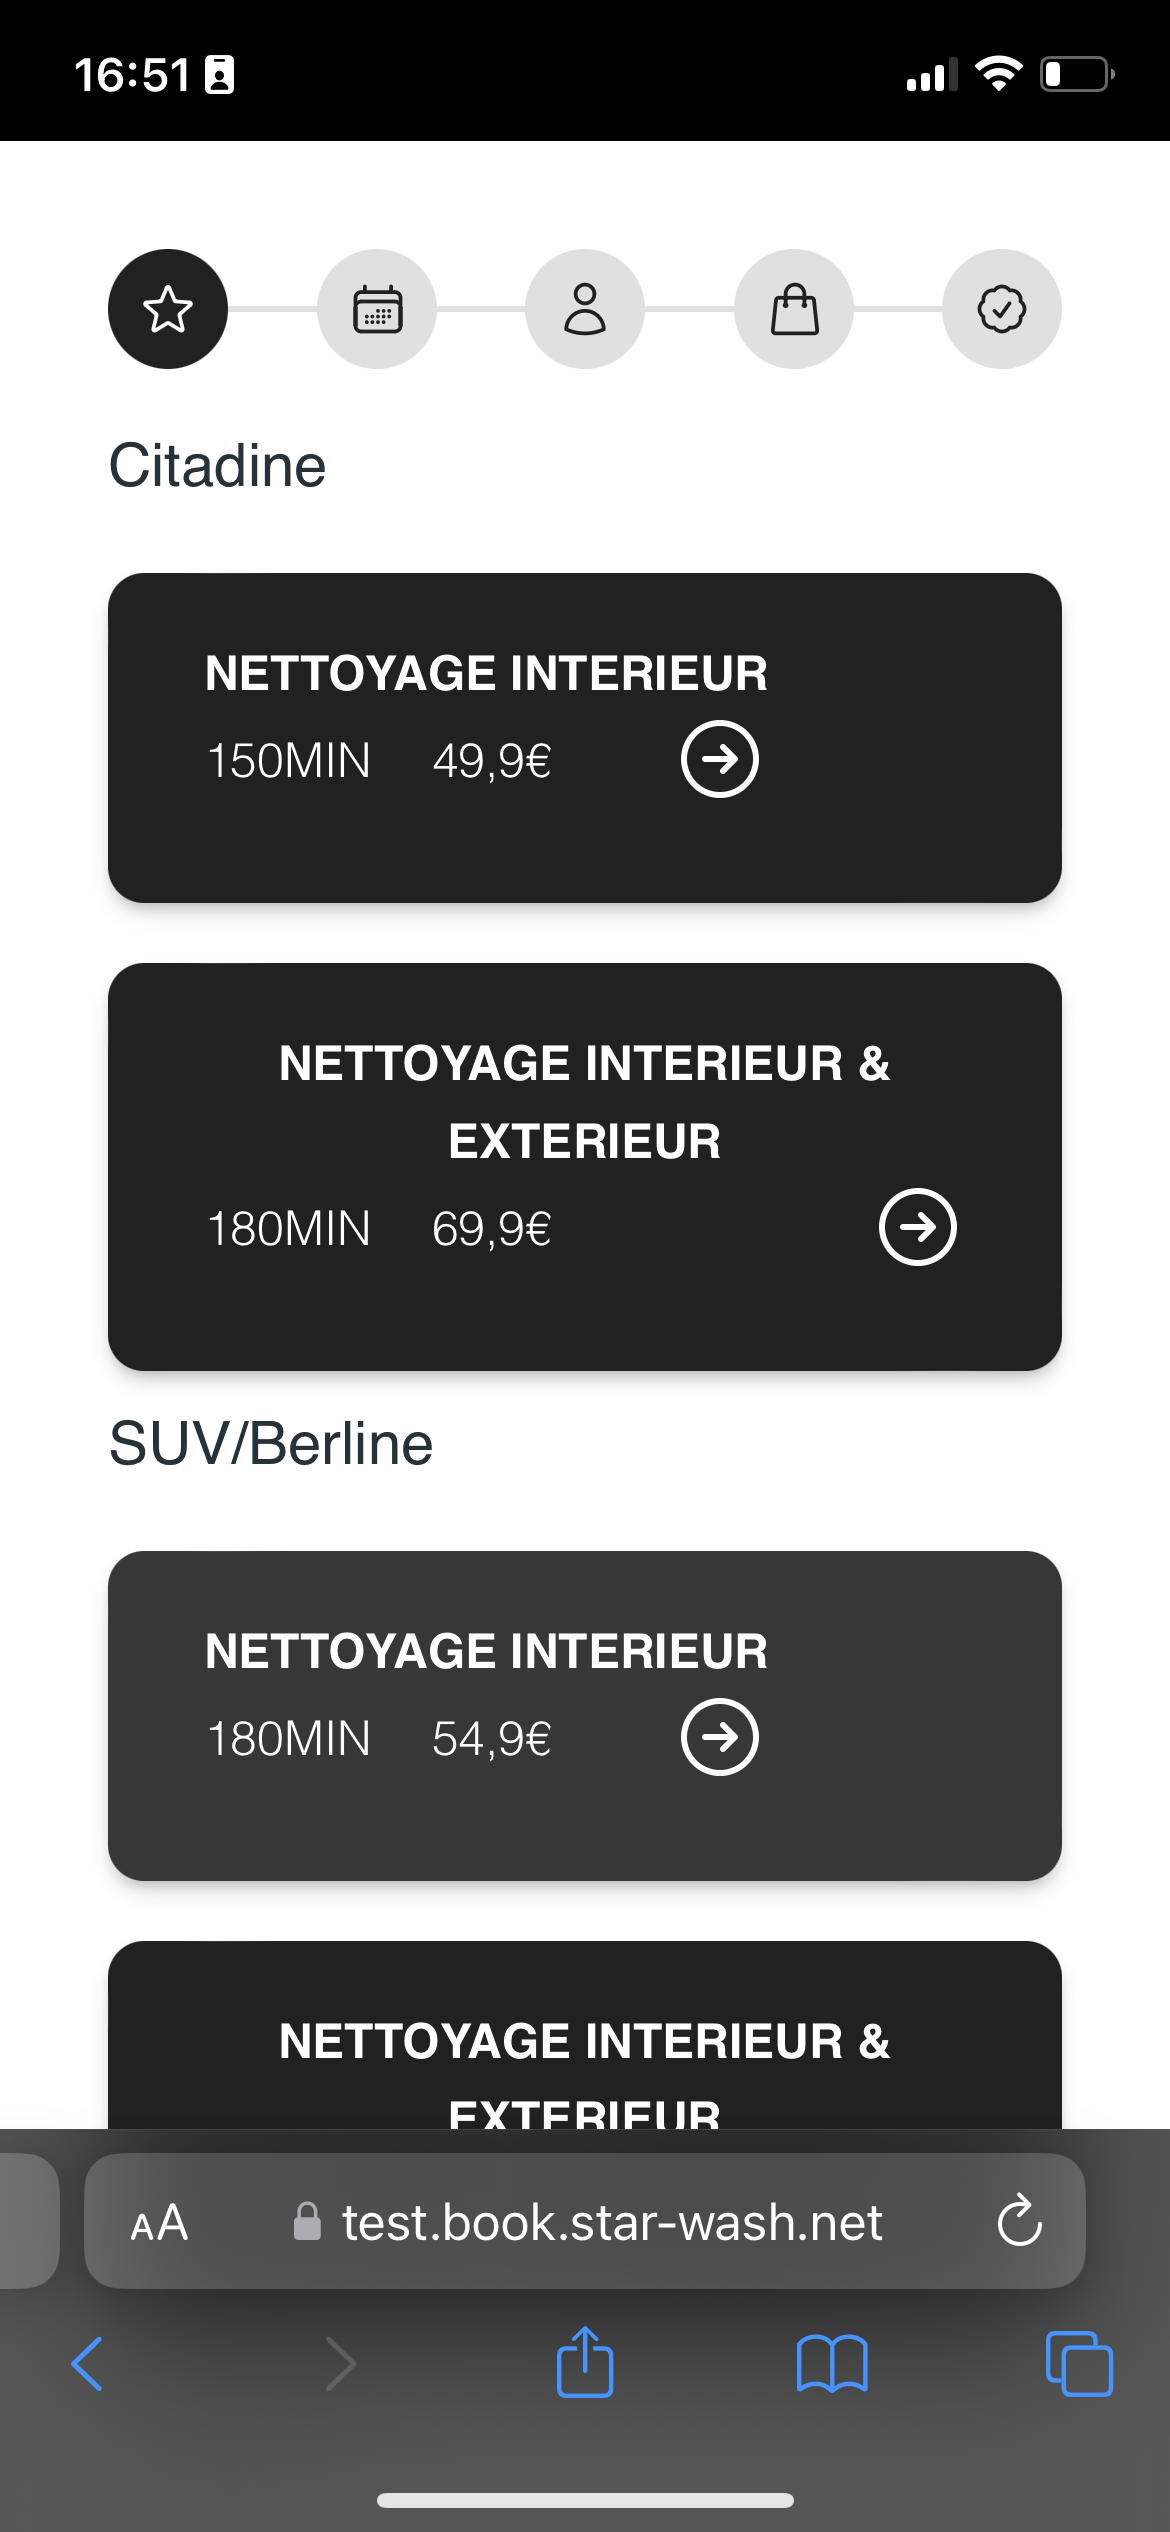 16:51
Citadine
NETTOYAGE INTERIEUR
150MIN 49,9€
NETTOYAGE INTERIEUR &
EXTERIEUR
180MIN 69,9€
SUV/Berline
NETTOYAGE INTERIEUR
180MIN 54,9€
NETTOYAGE INTERIEUR &
EXTERIEUR
AA test.book.star-wash.net